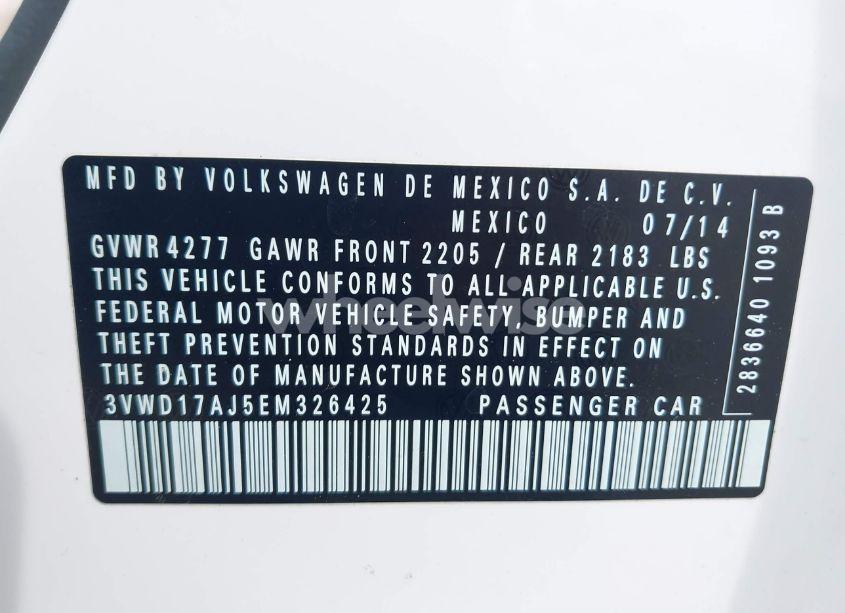 MFD BY VOLKSWAGEN DE MEXICO S.A. DE C.V.
MEXICO 07/14
GVWR 4277 GAWR FRONT 2205 / REAR 2183 LBS
THIS VEHICLE CONFORMS TO ALL APPLICABLE U.S.
FEDERAL MOTOR VEHICLE SAFETY, BUMPER AND
THEFT PREVENTION STANDARDS IN EFFECT ON
THE DATE OF MANUFACTURE SHOWN ABOVE.
3VWD17AJ5EM326425 PASSENGER CAR
2836640 1093 B
wheelwise